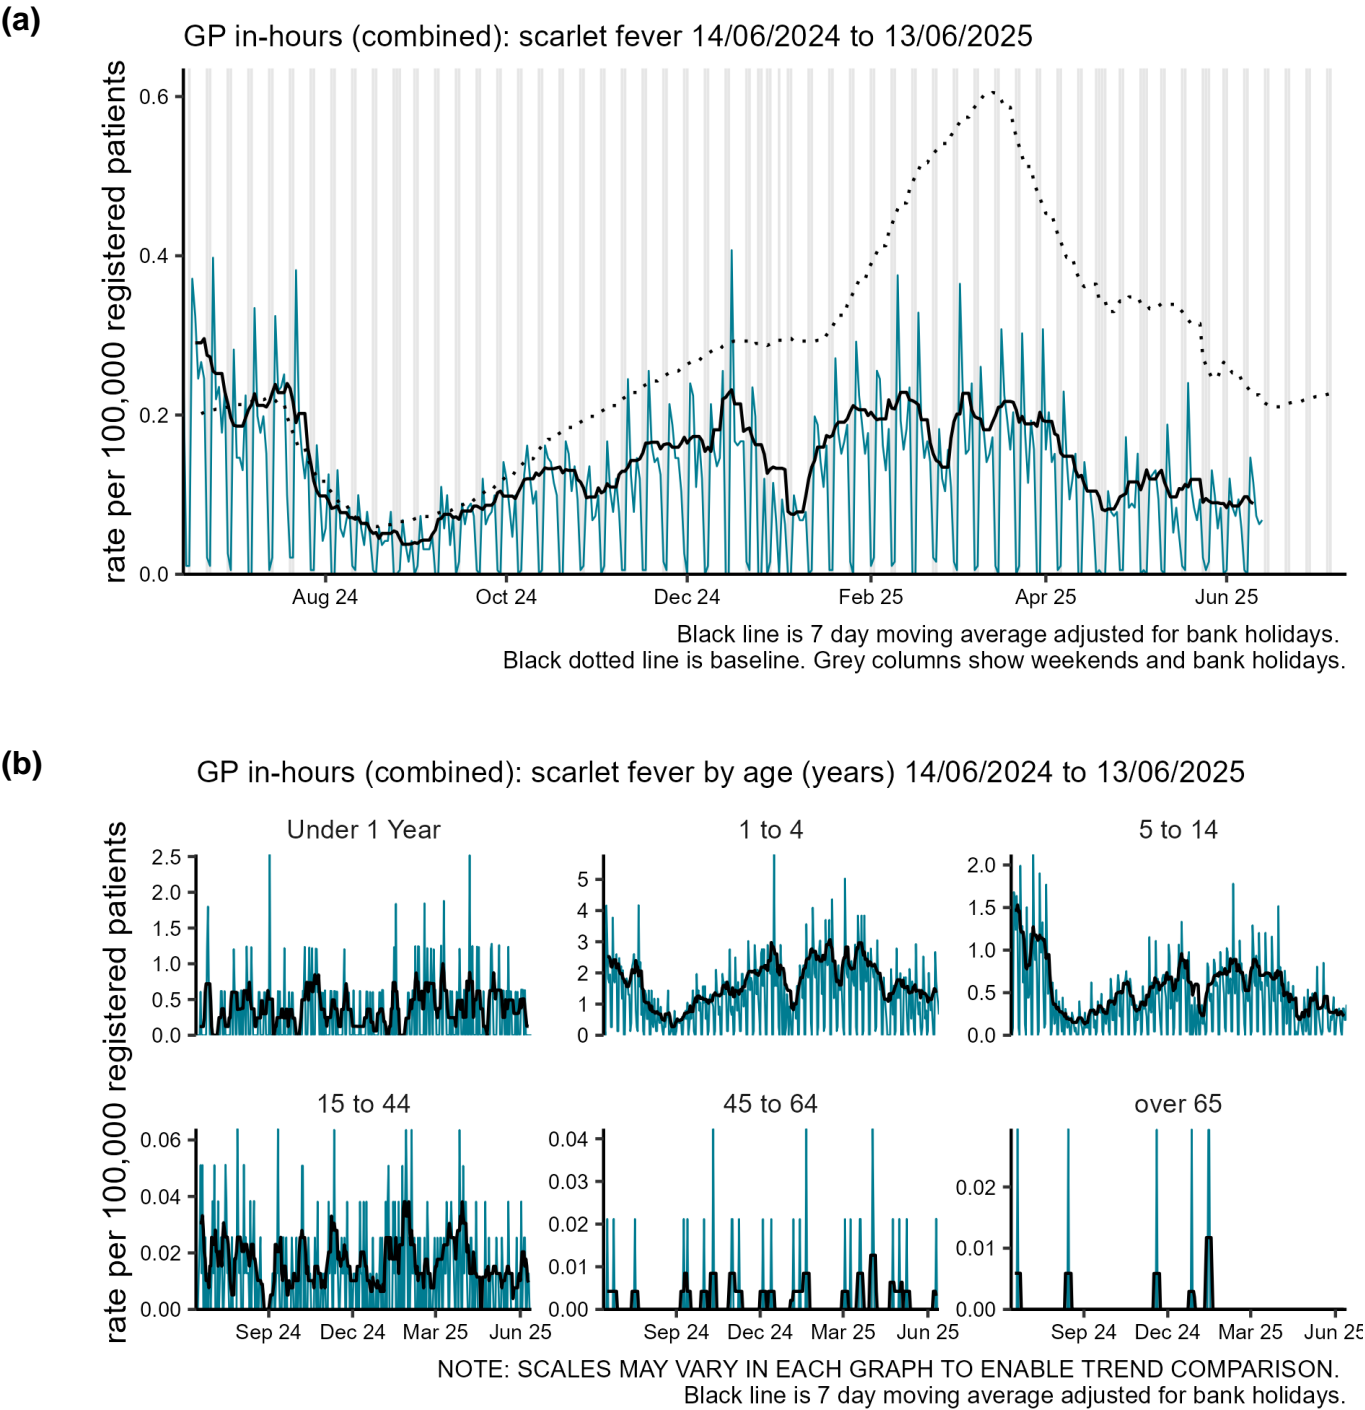 (a)
GP in-hours (combined): scarlet fever 14/06/2024 to 13/06/2025
rate per 100,000 registered patients
0.6
0.4
0.2
0.0
Aug 24
Oct 24
Dec 24
Feb 25
Apr 25
Jun 25
Black line is 7 day moving average adjusted for bank holidays.
Black dotted line is baseline. Grey columns show weekends and bank holidays.
(b)
GP in-hours (combined): scarlet fever by age (years) 14/06/2024 to 13/06/2025
rate per 100,000 registered patients
Under 1 Year
2.5
2.0
1.5
1.0
0.5
0.0
1 to 4
5
4
3
2
1
0
5 to 14
2.0
1.5
1.0
0.5
0.0
15 to 44
0.06
0.04
0.02
0.00
Sep 24
Dec 24
Mar 25
Jun 25
45 to 64
0.04
0.03
0.02
0.01
0.00
Sep 24
Dec 24
Mar 25
Jun 25
over 65
0.02
0.01
0.00
Sep 24
Dec 24
Mar 25
Jun 25
NOTE: SCALES MAY VARY IN EACH GRAPH TO ENABLE TREND COMPARISON.
Black line is 7 day moving average adjusted for bank holidays.